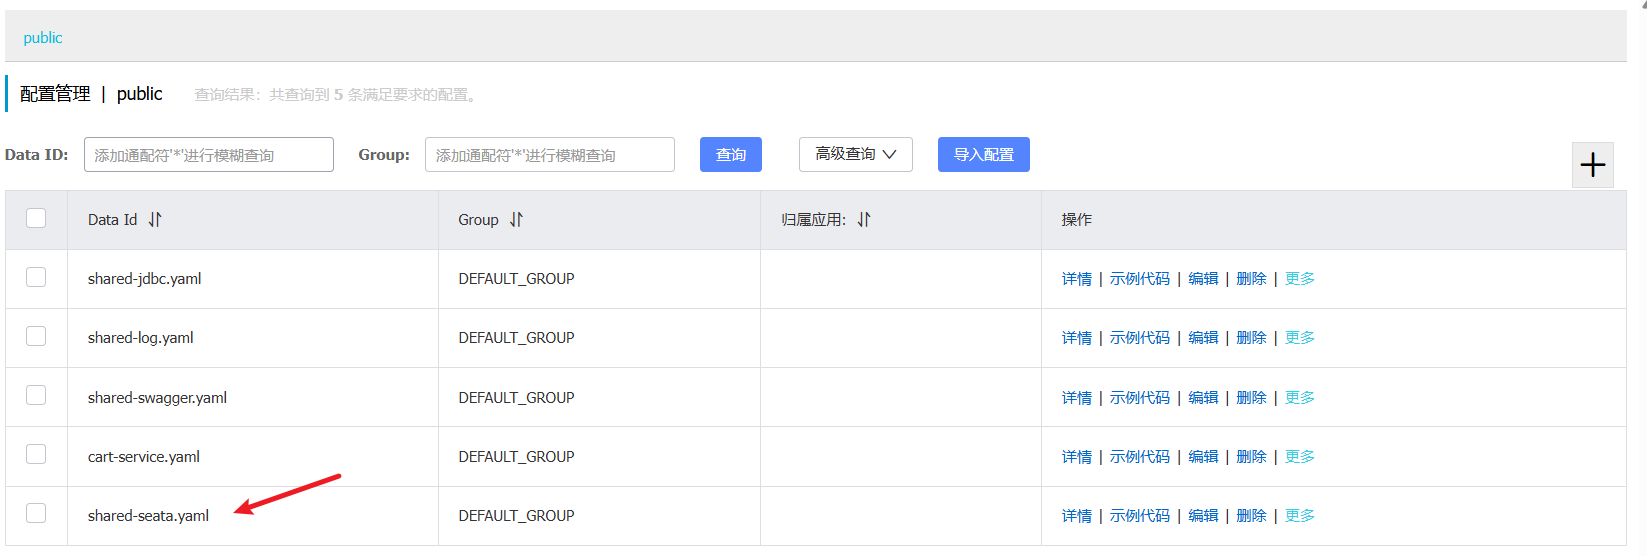 public
配置管理 | public 查询结果：共查询到 5 条满足要求的配置。
Data ID: 添加通配符'*'进行模糊查询 Group: 添加通配符'*'进行模糊查询 查询 高级查询 导入配置
Data Id Group 归属应用: 操作
shared-jdbc.yaml DEFAULT_GROUP 详情 | 示例代码 | 编辑 | 删除 | 更多
shared-log.yaml DEFAULT_GROUP 详情 | 示例代码 | 编辑 | 删除 | 更多
shared-swagger.yaml DEFAULT_GROUP 详情 | 示例代码 | 编辑 | 删除 | 更多
cart-service.yaml DEFAULT_GROUP 详情 | 示例代码 | 编辑 | 删除 | 更多
shared-seata.yaml DEFAULT_GROUP 详情 | 示例代码 | 编辑 | 删除 | 更多